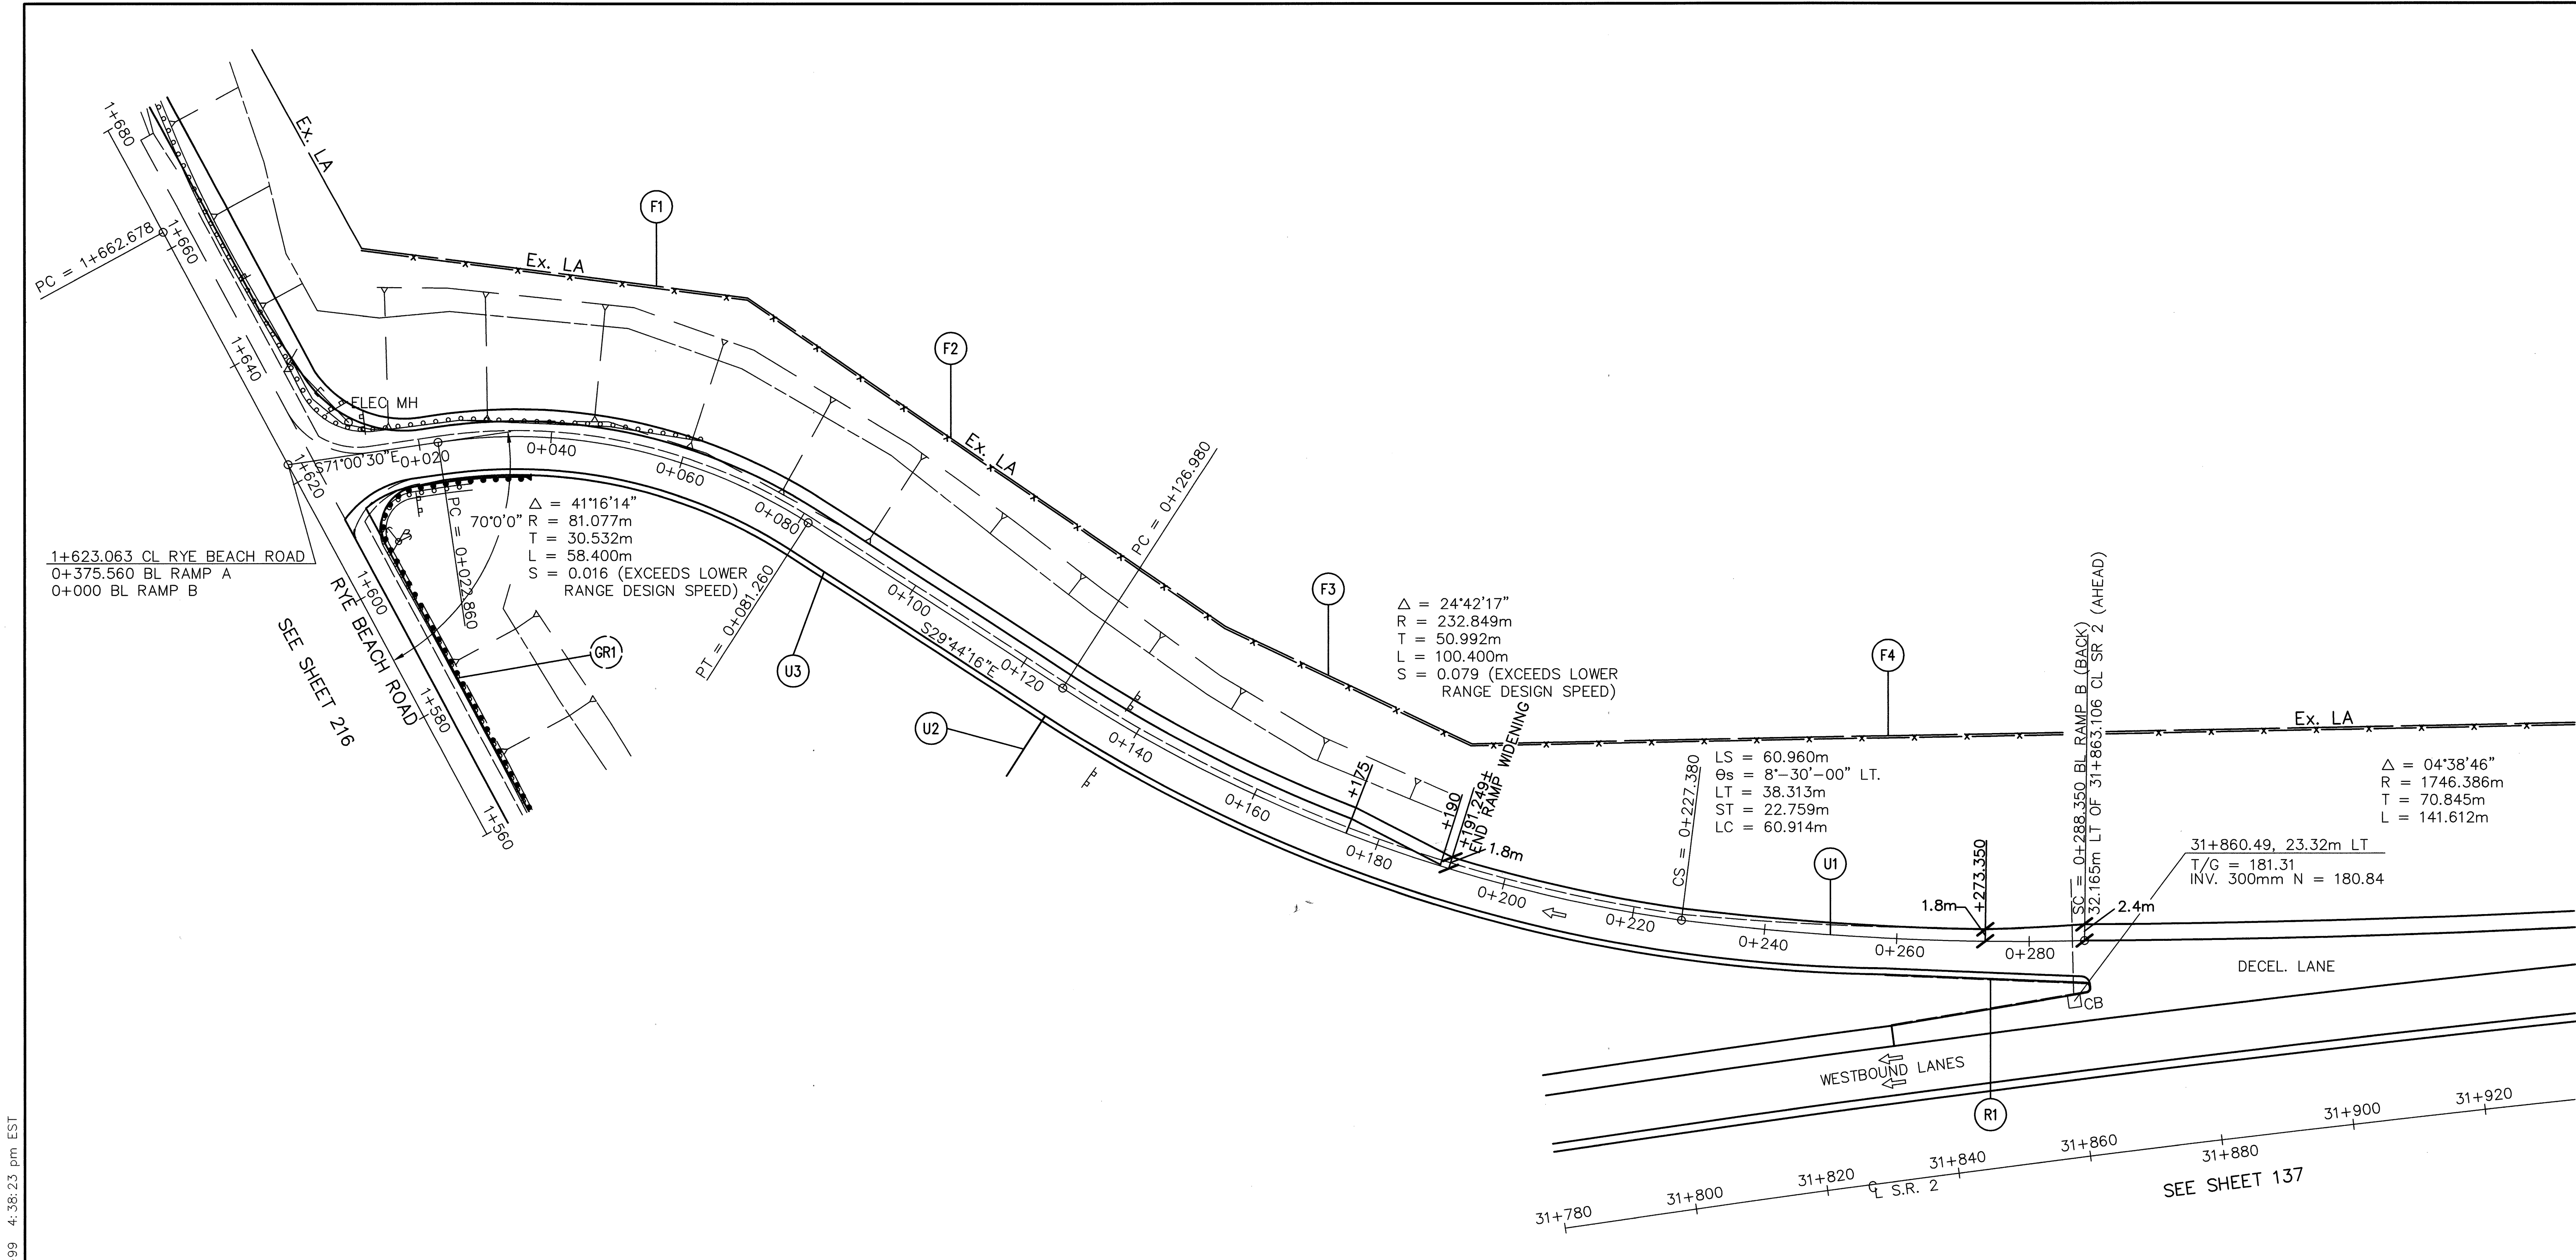 1+680
Ex. LA
PC = 1+662.678
1+660
F1
Ex. LA
1+640
F2
ELEC MH
E
Ex. LA
S71°00'30"E
0+020
0+040
0+060
0+080
1+620
PC = 0+126.980
PC = 0+022.860
70°0'0"
△ = 41°16'14"
R = 81.077m
T = 30.532m
L = 58.400m
S = 0.016 (EXCEEDS LOWER
RANGE DESIGN SPEED)
1+623.063 CL RYE BEACH ROAD
0+375.560 BL RAMP A
0+000 BL RAMP B
1+600
RYE BEACH ROAD
SEE SHEET 216
1+580
1+560
GR1
PT = 0+081.260
U3
0+100
S29°44'16"E
0+120
U2
0+140
0+160
F3
△ = 24°42'17"
R = 232.849m
T = 50.992m
L = 100.400m
S = 0.079 (EXCEEDS LOWER
RANGE DESIGN SPEED)
+175
0+180
+190
+191.249±
END RAMP WIDENING
1.8m
0+200
0+220
CS = 0+227.380
LS = 60.960m
θs = 8°-30'-00" LT.
LT = 38.313m
ST = 22.759m
LC = 60.914m
F4
U1
0+240
0+260
1.8m
+273.350
0+280
SC = 0+288.350 BL RAMP B (BACK)
32.165m LT OF 31+863.106 CL SR 2 (AHEAD)
2.4m
Ex. LA
△ = 04°38'46"
R = 1746.386m
T = 70.845m
L = 141.612m
31+860.49, 23.32m LT
T/G = 181.31
INV. 300mm N = 180.84
DECEL. LANE
CB
WESTBOUND LANES
R1
31+780
31+800
31+820
℄ S.R. 2
31+840
31+860
31+880
31+900
31+920
SEE SHEET 137
99 4:38:23 pm EST